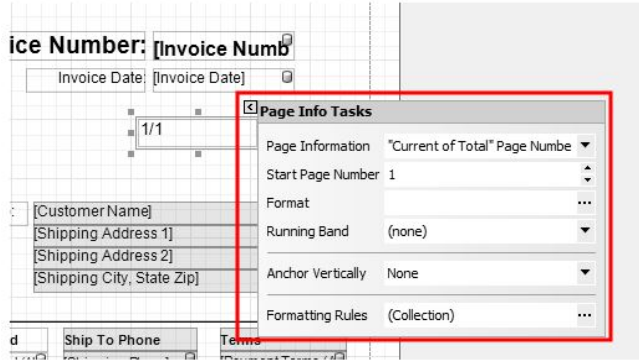 ice Number: [Invoice Numb
Invoice Date: [Invoice Date]
1/1
Page Info Tasks
Page Information "Current of Total" Page Numbe
Start Page Number 1
Format
Running Band (none)
Anchor Vertically None
Formatting Rules (Collection)
[Customer Name]
[Shipping Address 1]
[Shipping Address 2]
[Shipping City, State Zip]
d Ship To Phone Terms